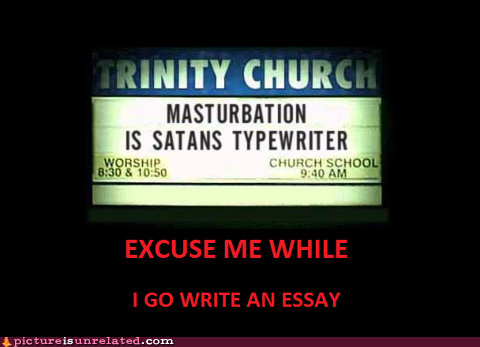 TRINITY CHURCH
MASTURBATION
IS SATANS TYPEWRITER
WORSHIP CHURCH SCHOOL
8:30 & 10:50 9:40 AM
EXCUSE ME WHILE
I GO WRITE AN ESSAY
pictureisunrelated.com